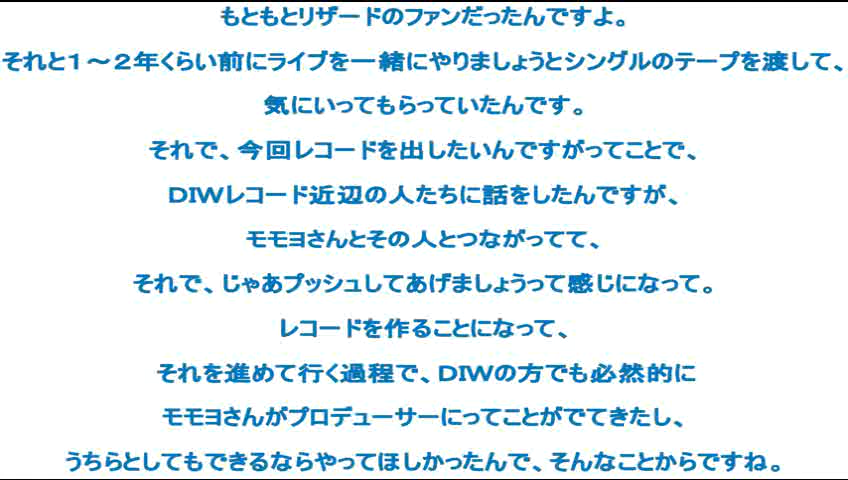 もともとリザードのファンだったんですよ。
それと１～２年くらい前にライブを一緒にやりましょうとシングルのテープを渡して、
気にいってもらっていたんです。
それで、今回レコードを出したいんですがってことで、
DIWレコード近辺の人たちに話をしたんですが、
モモヨさんとその人とつながってて、
それで、じゃあプッシュしてあげましょうって感じになって。
レコードを作ることになって、
それを進めて行く過程で、DIWの方でも必然的に
モモヨさんがプロデューサーにってことがでてきたし、
うちらとしてもできるならやってほしかったんで、そんなことからですね。